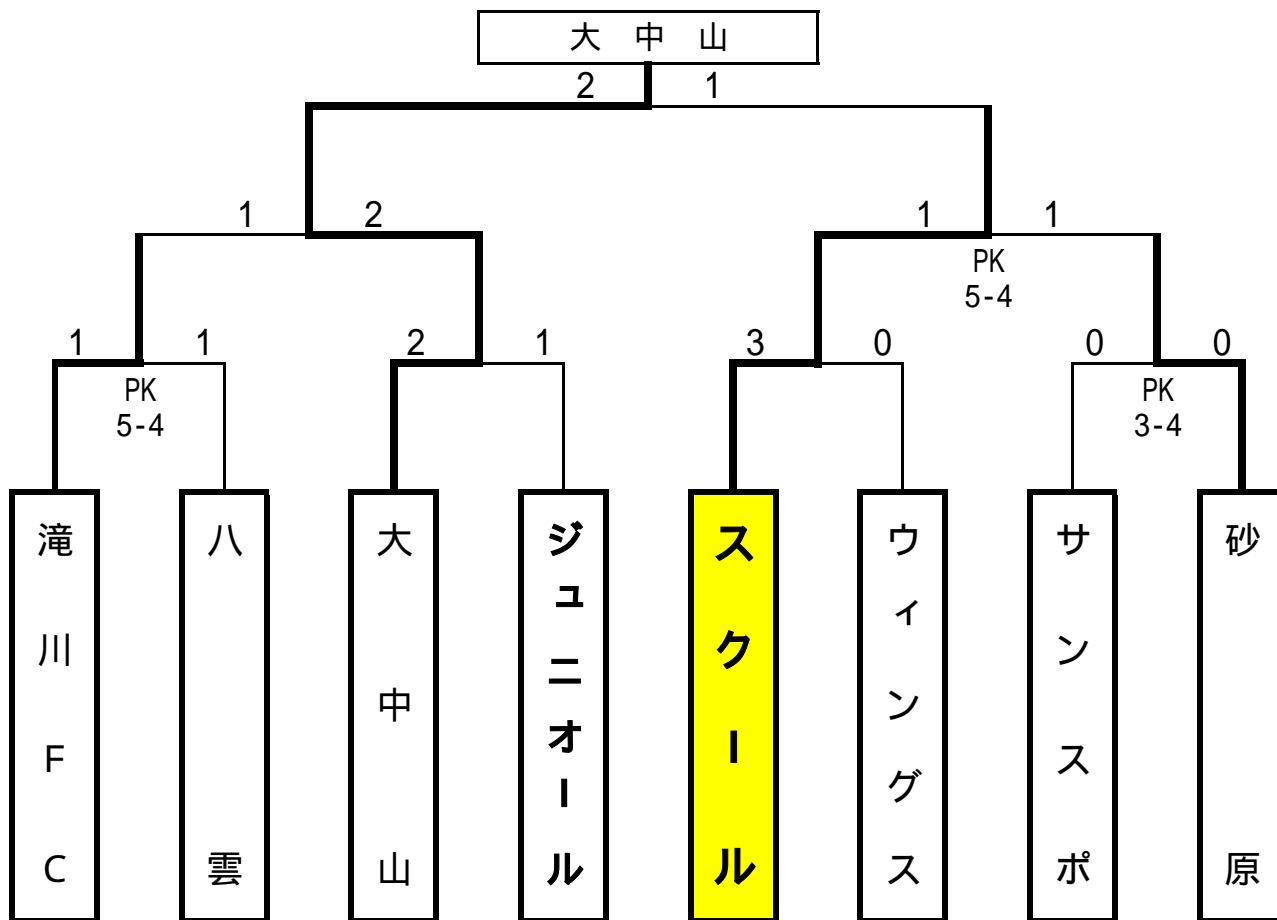 大中山
2 1
1 2 1 1
PK
5-4
1 1 2 1 3 0 0 0
PK PK
5-4 3-4
滝川FC
八雲
大中山
ジュニオール
スクール
ウィングス
サンスポ
砂原